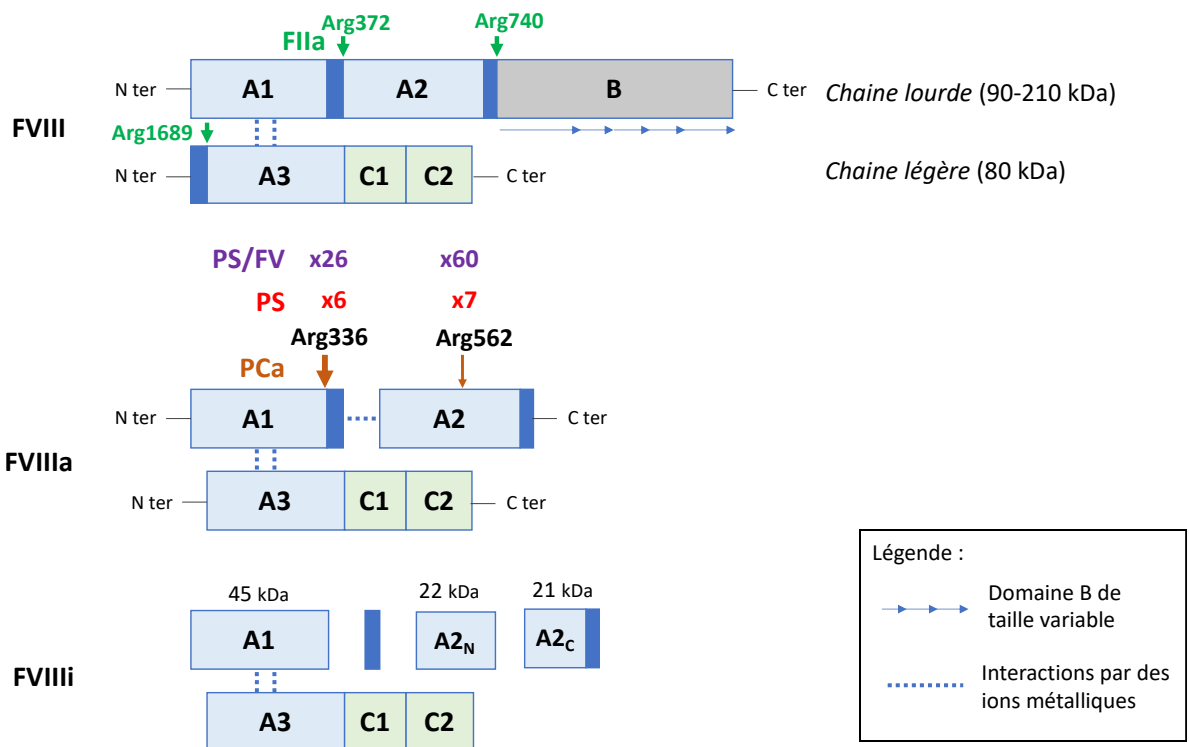 Arg372 Arg740
FIIa
N ter A1 A2 B C ter Chaine lourde (90-210 kDa)
FVIII
Arg1689
N ter A3 C1 C2 C ter Chaine légère (80 kDa)
PS/FV x26 x60
PS x6 x7
Arg336 Arg562
PCa
N ter A1 A2 C ter
FVIIIa
N ter A3 C1 C2 C ter
45 kDa 22 kDa 21 kDa
A1 A2N A2C
FVIIIi
A3 C1 C2
Légende :
Domaine B de
taille variable
Interactions par des
ions métalliques